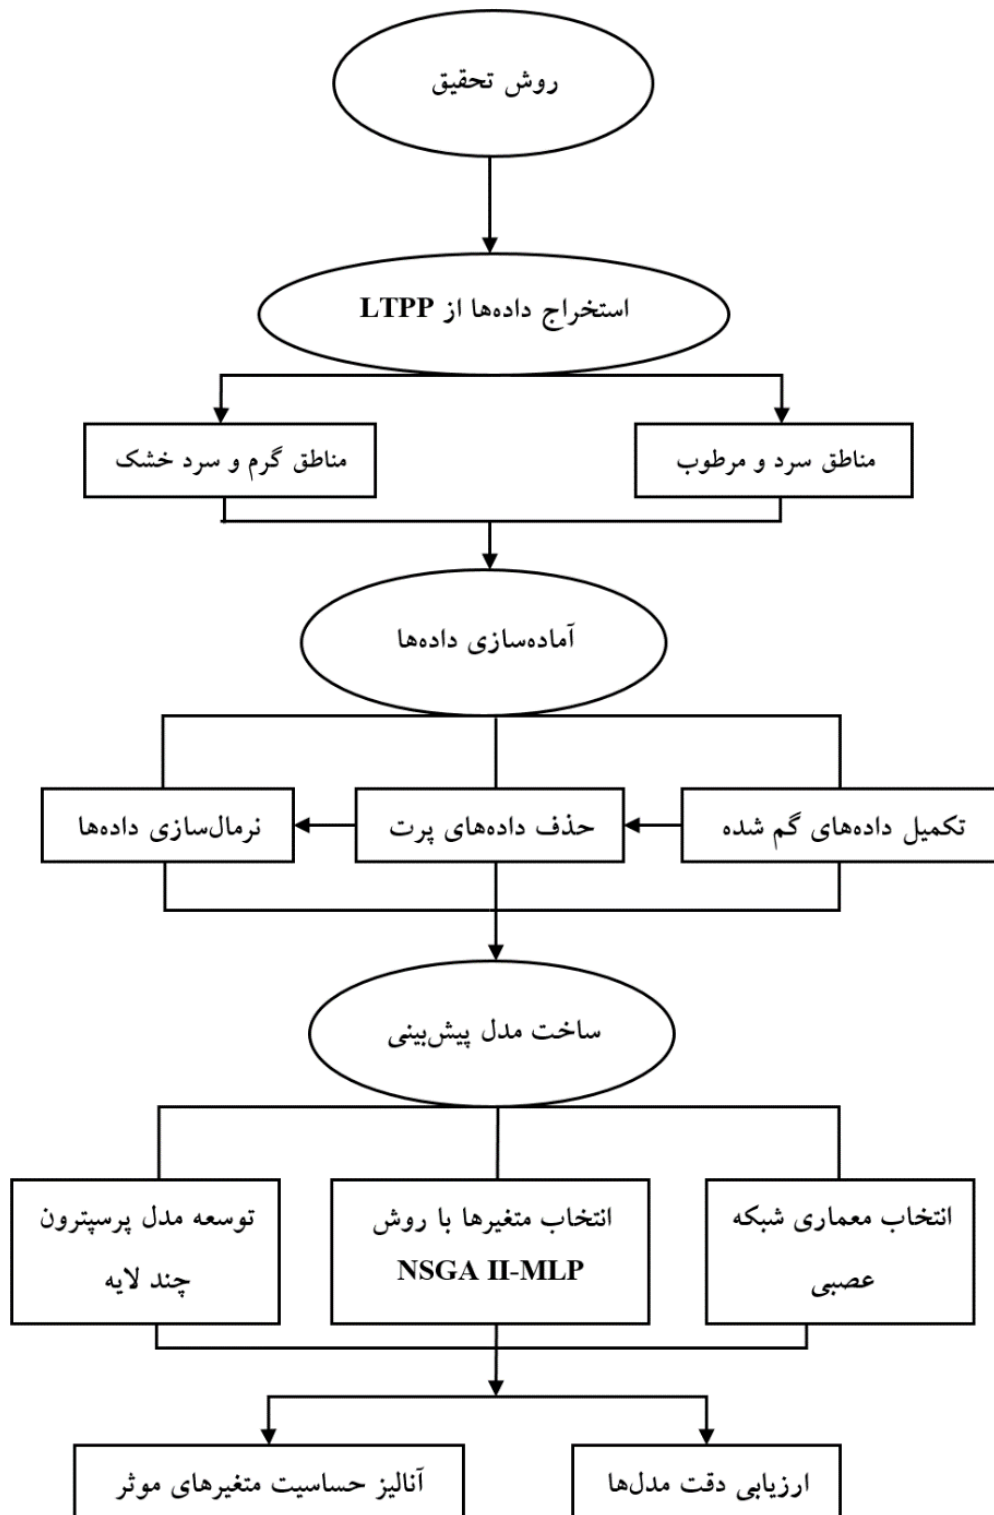 روش تحقیق
استخراج داده‌ها از LTPP
مناطق سرد و مرطوب
مناطق گرم و سرد خشک
آماده‌سازی داده‌ها
تکمیل داده‌های گم شده
حذف داده‌های پرت
نرمال‌سازی داده‌ها
ساخت مدل پیش‌بینی
انتخاب معماری شبکه
عصبی
انتخاب متغیرها با روش
NSGA II-MLP
توسعه مدل پرسپترون
چند لایه
ارزیابی دقت مدل‌ها
آنالیز حساسیت متغیرهای موثر